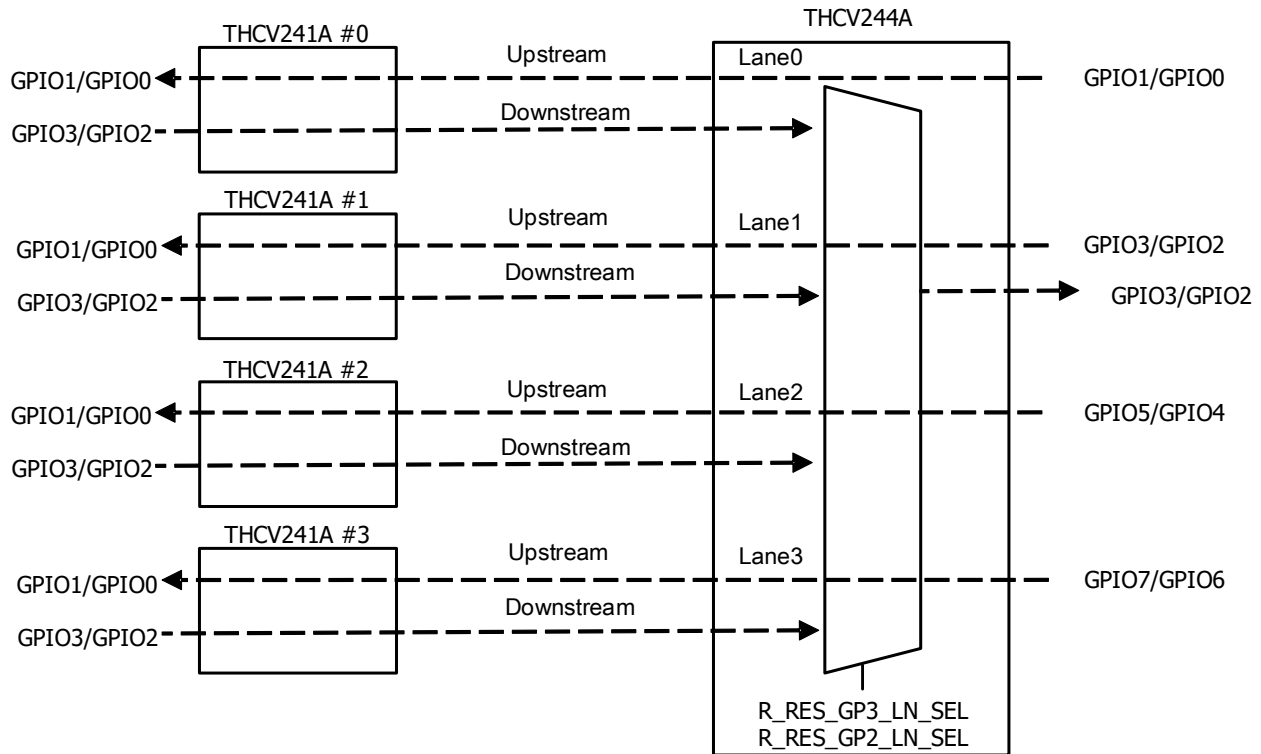 THCV244A
THCV241A #0
Upstream
Lane0
GPIO1/GPIO0
GPIO1/GPIO0
Downstream
GPIO3/GPIO2
THCV241A #1
Upstream
Lane1
GPIO1/GPIO0
GPIO3/GPIO2
Downstream
GPIO3/GPIO2
GPIO3/GPIO2
THCV241A #2
Upstream
Lane2
GPIO1/GPIO0
GPIO5/GPIO4
Downstream
GPIO3/GPIO2
THCV241A #3
Upstream
Lane3
GPIO1/GPIO0
GPIO7/GPIO6
Downstream
GPIO3/GPIO2
R_RES_GP3_LN_SEL
R_RES_GP2_LN_SEL